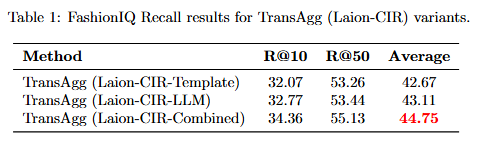 Table 1: FashionIQ Recall results for TransAgg (Laion-CIR) variants.
Method R@10 R@50 Average
TransAgg (Laion-CIR-Template) 32.07 53.26 42.67
TransAgg (Laion-CIR-LLM) 32.77 53.44 43.11
TransAgg (Laion-CIR-Combined) 34.36 55.13 44.75